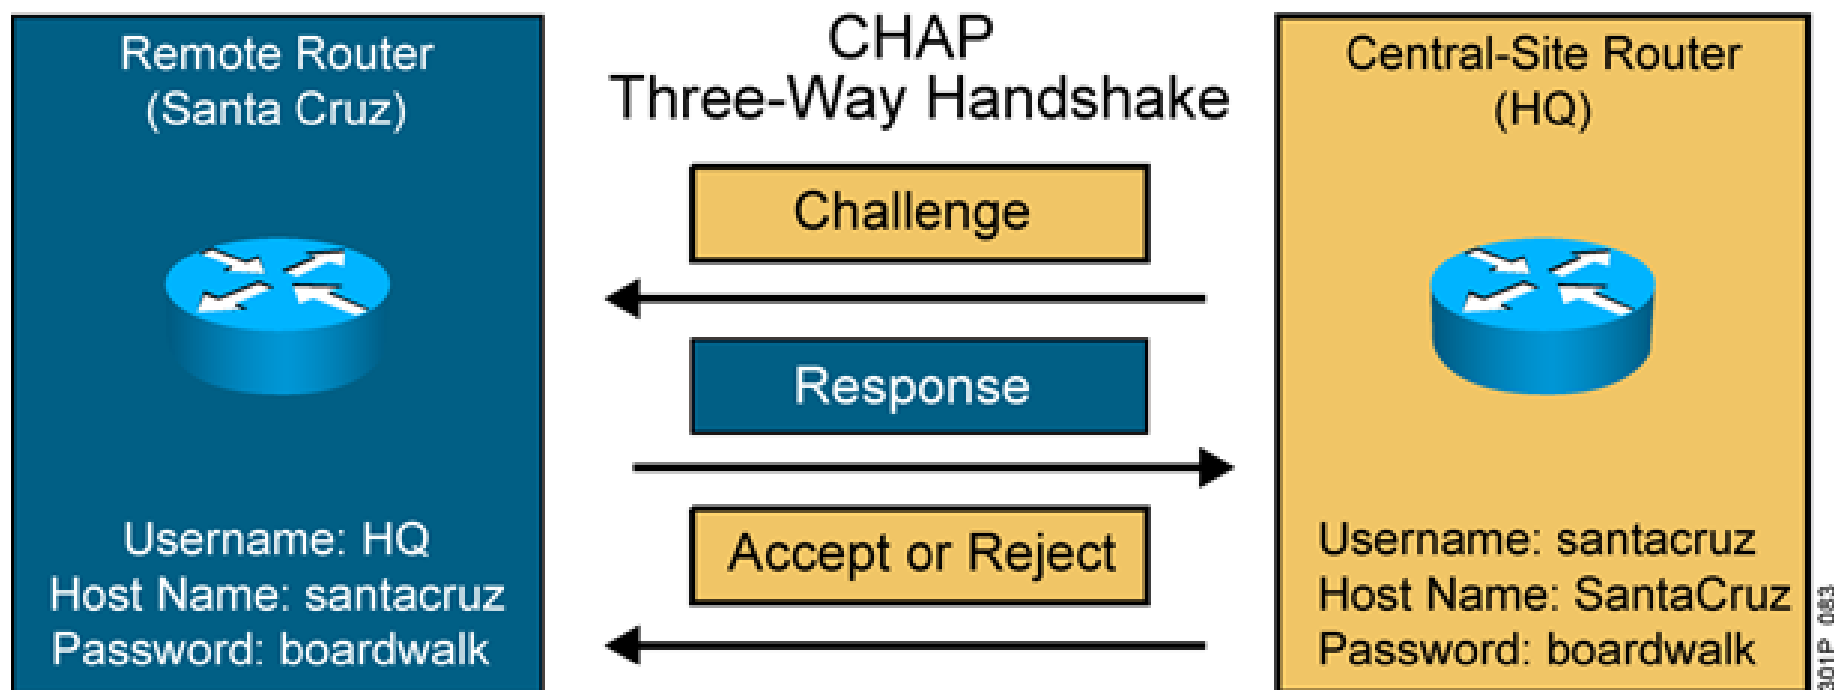 Remote Router
(Santa Cruz)
Username: HQ
Host Name: santacruz
Password: boardwalk
CHAP
Three-Way Handshake
Challenge
Response
Accept or Reject
Central-Site Router
(HQ)
Username: santacruz
Host Name: SantaCruz
Password: boardwalk
301P_083